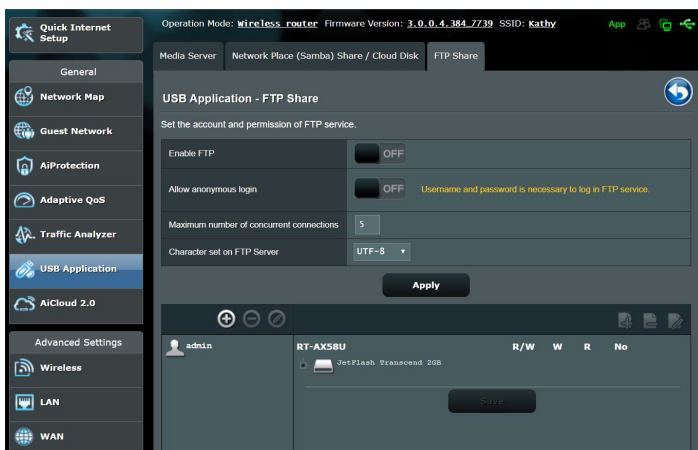 Quick Internet
Setup
Operation Mode: Wireless router Firmware Version: 3.0.0.4.384_7739 SSID: Kathy
App
Media Server
Network Place (Samba) Share / Cloud Disk
FTP Share
General
Network Map
Guest Network
AiProtection
Adaptive QoS
Traffic Analyzer
USB Application
AiCloud 2.0
Advanced Settings
Wireless
LAN
WAN
USB Application - FTP Share
Set the account and permission of FTP service.
Enable FTP OFF
Allow anonymous login OFF Username and password is necessary to log in FTP service.
Maximum number of concurrent connections 5
Character set on FTP Server UTF-8
Apply
admin
RT-AX58U R/W W R No
JetFlash Transcend 2GB
Save